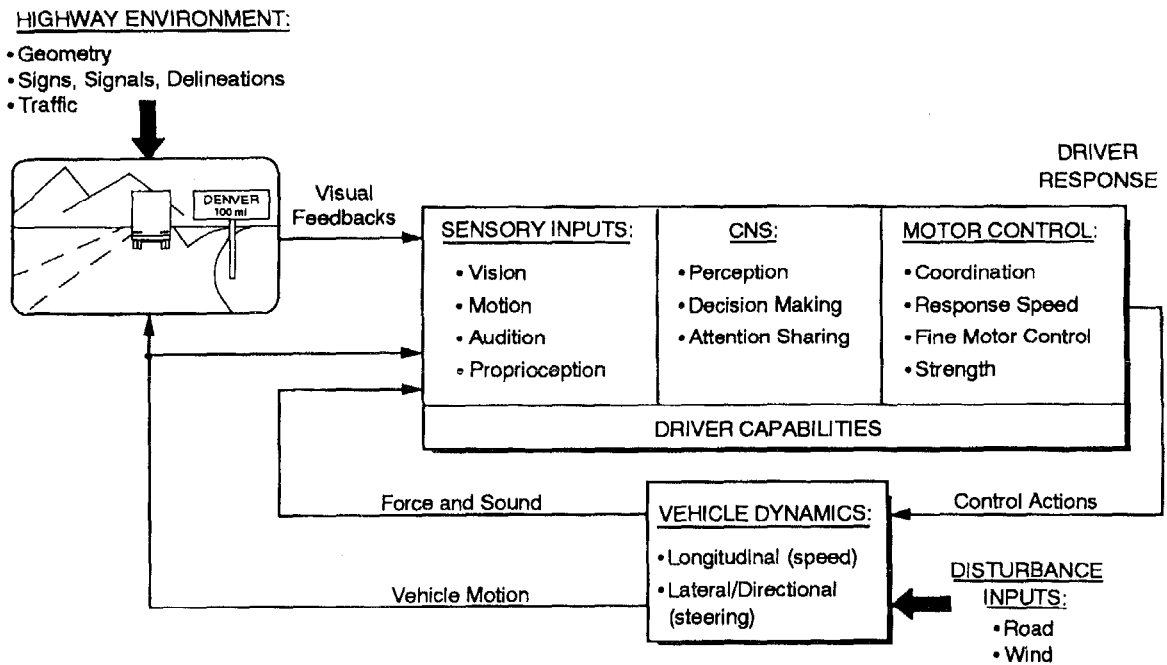 HIGHWAY ENVIRONMENT:
• Geometry
• Signs, Signals, Delineations
• Traffic
DENVER
100 mi
Visual
Feedbacks
DRIVER
RESPONSE
SENSORY INPUTS:
• Vision
• Motion
• Audition
• Proprioception
CNS:
• Perception
• Decision Making
• Attention Sharing
MOTOR CONTROL:
• Coordination
• Response Speed
• Fine Motor Control
• Strength
DRIVER CAPABILITIES
Force and Sound
Vehicle Motion
VEHICLE DYNAMICS:
• Longitudinal (speed)
• Lateral/Directional
(steering)
Control Actions
DISTURBANCE
INPUTS:
• Road
• Wind